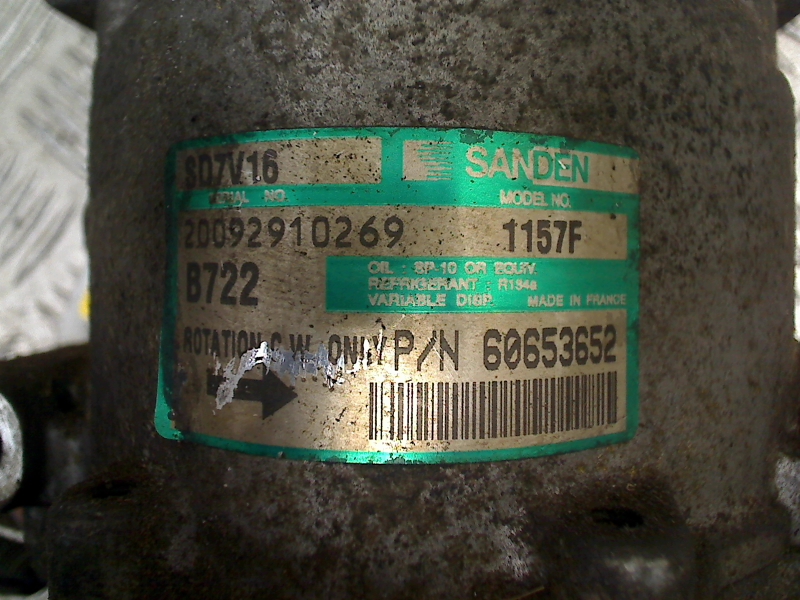 SD7V16 SANDEN
SERIAL NO. MODEL NO.
20092910269 1157F
B722
OIL : SP-10 OR EQUIV.
REFRIGERANT : R134a
VARIABLE DISP. MADE IN FRANCE
ROTATION C.W. ONLY P/N 60653652